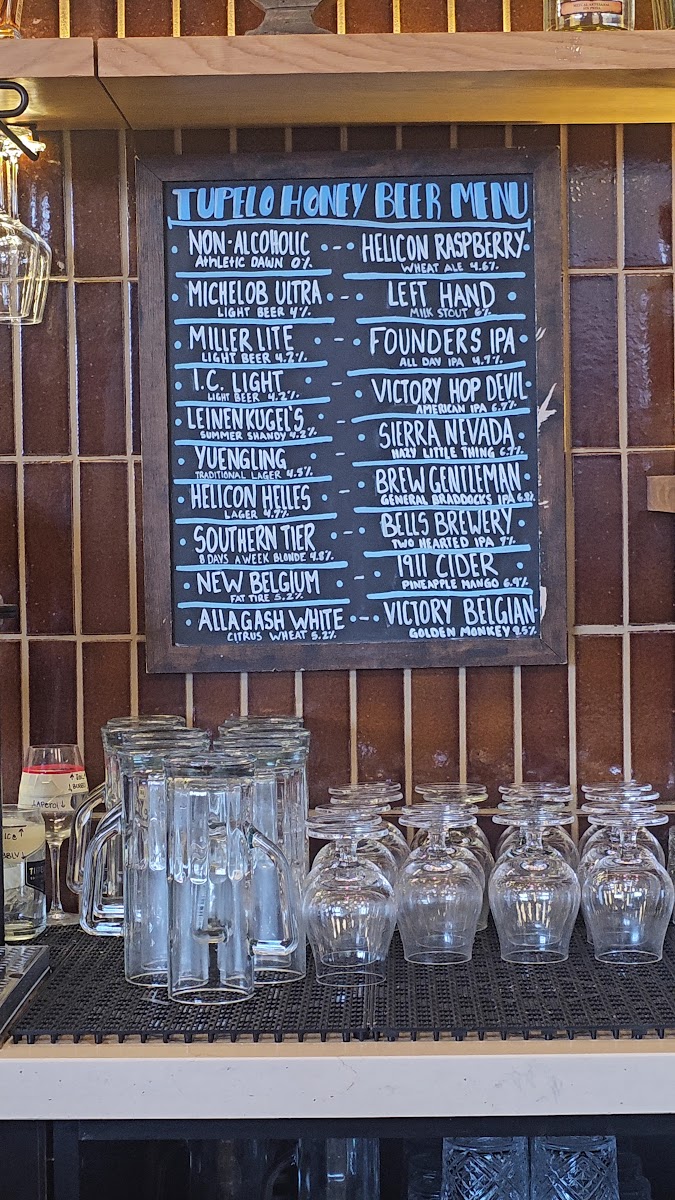 TUPELO HONEY BEER MENU
NON-ALCOHOLIC
ATHLETIC DAWN 0%
MICHELOB ULTRA
LIGHT BEER 4%
MILLER LITE
LIGHT BEER 4.2%
I.C. LIGHT
LIGHT BEER 4.2%
LEINENKUGEL'S
SUMMER SHANDY 4.2%
YUENGLING
TRADITIONAL LAGER 4.5%
HELICON HELLES
LAGER 4.7%
SOUTHERN TIER
8 DAYS A WEEK BLONDE 4.8%
NEW BELGIUM
FAT TIRE 5.2%
ALLAGASH WHITE
CITRUS WHEAT 5.2%
HELICON RASPBERRY
WHEAT ALE 4.6%
LEFT HAND
MILK STOUT 6%
FOUNDERS IPA
ALL DAY IPA 4.7%
VICTORY HOP DEVIL
AMERICAN IPA 6.7%
SIERRA NEVADA
HAZY LITTLE THING 6.7%
BREW GENTLEMAN
GENERAL BRADDOCKS IPA 6.8%
BELLS BREWERY
TWO HEARTED IPA 7%
1911 CIDER
PINEAPPLE MANGO 6.9%
VICTORY BELGIAN
GOLDEN MONKEY 9.5%
↓APEROL↓